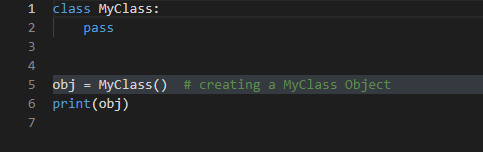 1 class MyClass:
2     pass
3
4
5 obj = MyClass()  # creating a MyClass Object
6 print(obj)
7